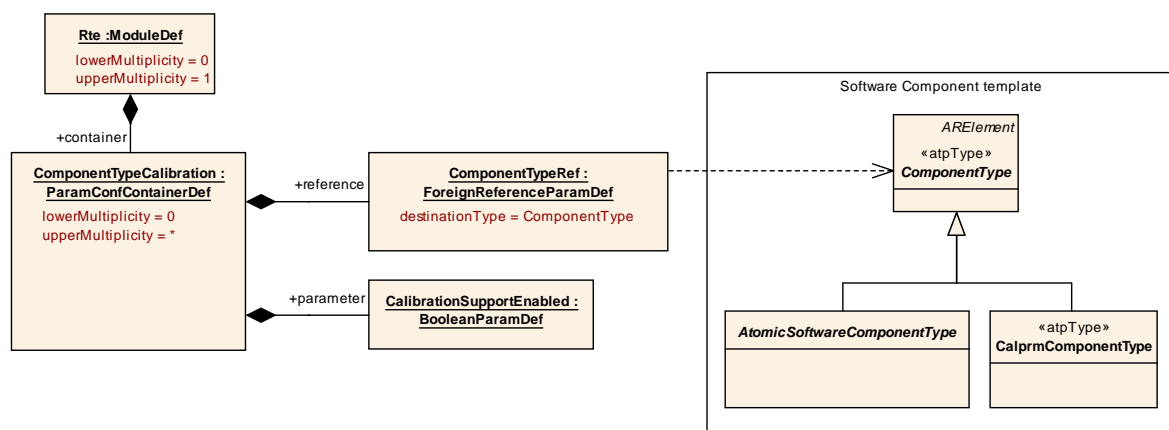 Rte :ModuleDef
lowerMultiplicity = 0
upperMultiplicity = 1
+container
ComponentTypeCalibration :
ParamConfContainerDef
lowerMultiplicity = 0
upperMultiplicity = *
+reference
ComponentTypeRef :
ForeignReferenceParamDef
destinationType = ComponentType
+parameter
CalibrationSupportEnabled :
BooleanParamDef
Software Component template
ARElement
«atpType»
ComponentType
AtomicSoftwareComponentType
«atpType»
CalprmComponentType